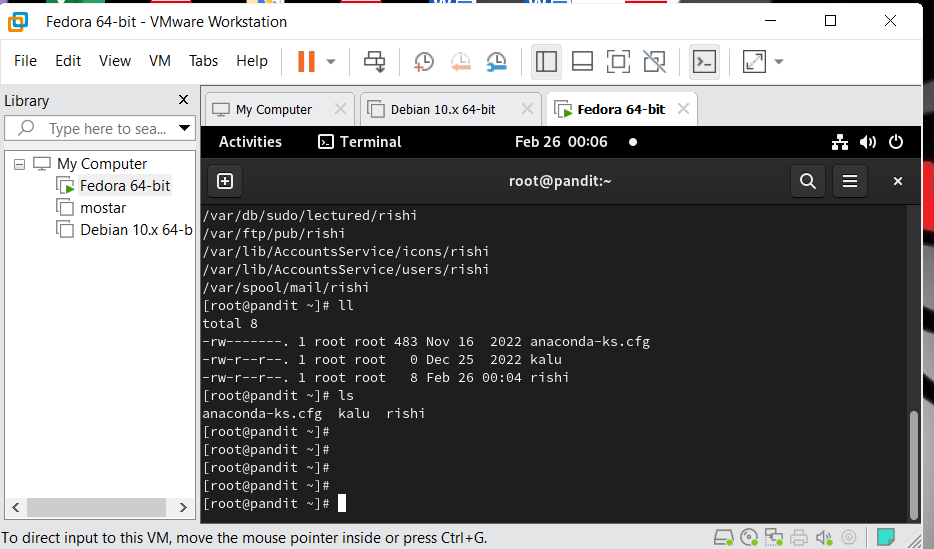 Fedora 64-bit - VMware Workstation
File Edit View VM Tabs Help
Library
Type here to sea...
My Computer
Fedora 64-bit
mostar
Debian 10.x 64-b
My Computer
Debian 10.x 64-bit
Fedora 64-bit
Activities Terminal Feb 26 00:06
root@pandit:~
/var/db/sudo/lectured/rishi
/var/ftp/pub/rishi
/var/lib/AccountsService/icons/rishi
/var/lib/AccountsService/users/rishi
/var/spool/mail/rishi
[root@pandit ~]# ll
total 8
-rw-------. 1 root root 483 Nov 16  2022 anaconda-ks.cfg
-rw-r--r--. 1 root root   0 Dec 25  2022 kalu
-rw-r--r--. 1 root root   8 Feb 26 00:04 rishi
[root@pandit ~]# ls
anaconda-ks.cfg  kalu  rishi
[root@pandit ~]#
[root@pandit ~]#
[root@pandit ~]#
[root@pandit ~]#
[root@pandit ~]#
To direct input to this VM, move the mouse pointer inside or press Ctrl+G.